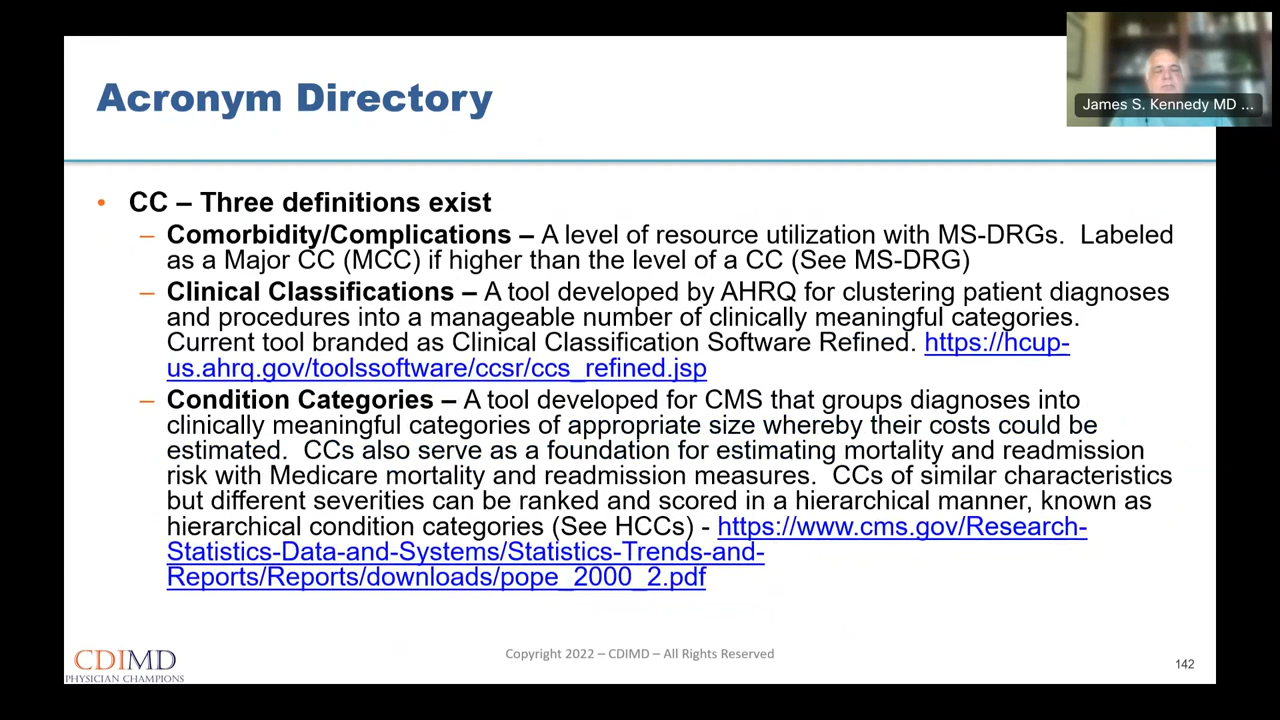 Acronym Directory
James S. Kennedy MD ...
• CC – Three definitions exist
– Comorbidity/Complications – A level of resource utilization with MS-DRGs. Labeled
as a Major CC (MCC) if higher than the level of a CC (See MS-DRG)
– Clinical Classifications – A tool developed by AHRQ for clustering patient diagnoses
and procedures into a manageable number of clinically meaningful categories.
Current tool branded as Clinical Classification Software Refined. https://hcup-
us.ahrq.gov/toolssoftware/ccsr/ccs_refined.jsp
– Condition Categories – A tool developed for CMS that groups diagnoses into
clinically meaningful categories of appropriate size whereby their costs could be
estimated. CCs also serve as a foundation for estimating mortality and readmission
risk with Medicare mortality and readmission measures. CCs of similar characteristics
but different severities can be ranked and scored in a hierarchical manner, known as
hierarchical condition categories (See HCCs) - https://www.cms.gov/Research-
Statistics-Data-and-Systems/Statistics-Trends-and-
Reports/Reports/downloads/pope_2000_2.pdf
CDIMD
PHYSICIAN CHAMPIONS
Copyright 2022 – CDIMD – All Rights Reserved
142